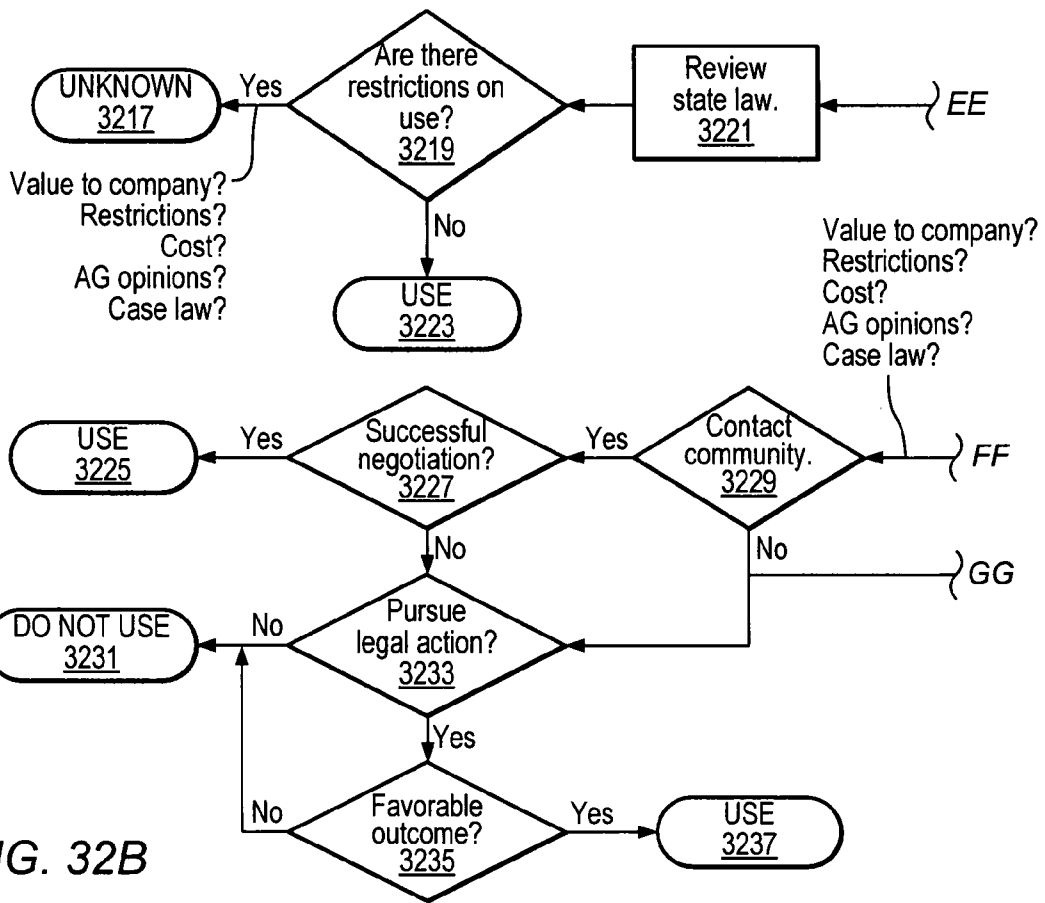 Are there
restrictions on
use?
3219
Yes
UNKNOWN
3217
Review
state law.
3221
EE
Value to company?
Restrictions?
Cost?
AG opinions?
Case law?
No
USE
3223
Value to company?
Restrictions?
Cost?
AG opinions?
Case law?
USE
3225
Yes
Successful
negotiation?
3227
Yes
Contact
community.
3229
FF
No
No
GG
DO NOT USE
3231
No
Pursue
legal action?
3233
Yes
No
Favorable
outcome?
3235
Yes
USE
3237
IG. 32B